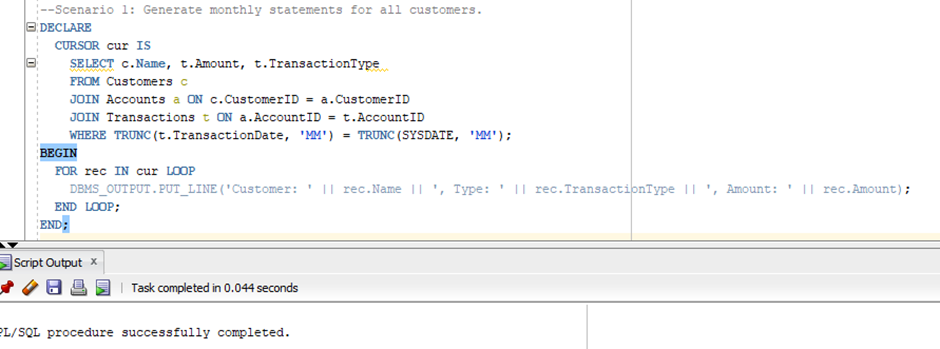 --Scenario 1: Generate monthly statements for all customers.
DECLARE
CURSOR cur IS
SELECT c.Name, t.Amount, t.TransactionType
FROM Customers c
JOIN Accounts a ON c.CustomerID = a.CustomerID
JOIN Transactions t ON a.AccountID = t.AccountID
WHERE TRUNC(t.TransactionDate, 'MM') = TRUNC(SYSDATE, 'MM');
BEGIN
FOR rec IN cur LOOP
DBMS_OUTPUT.PUT_LINE('Customer: ' || rec.Name || ', Type: ' || rec.TransactionType || ', Amount: ' || rec.Amount);
END LOOP;
END;
Script Output x
Task completed in 0.044 seconds
PL/SQL procedure successfully completed.